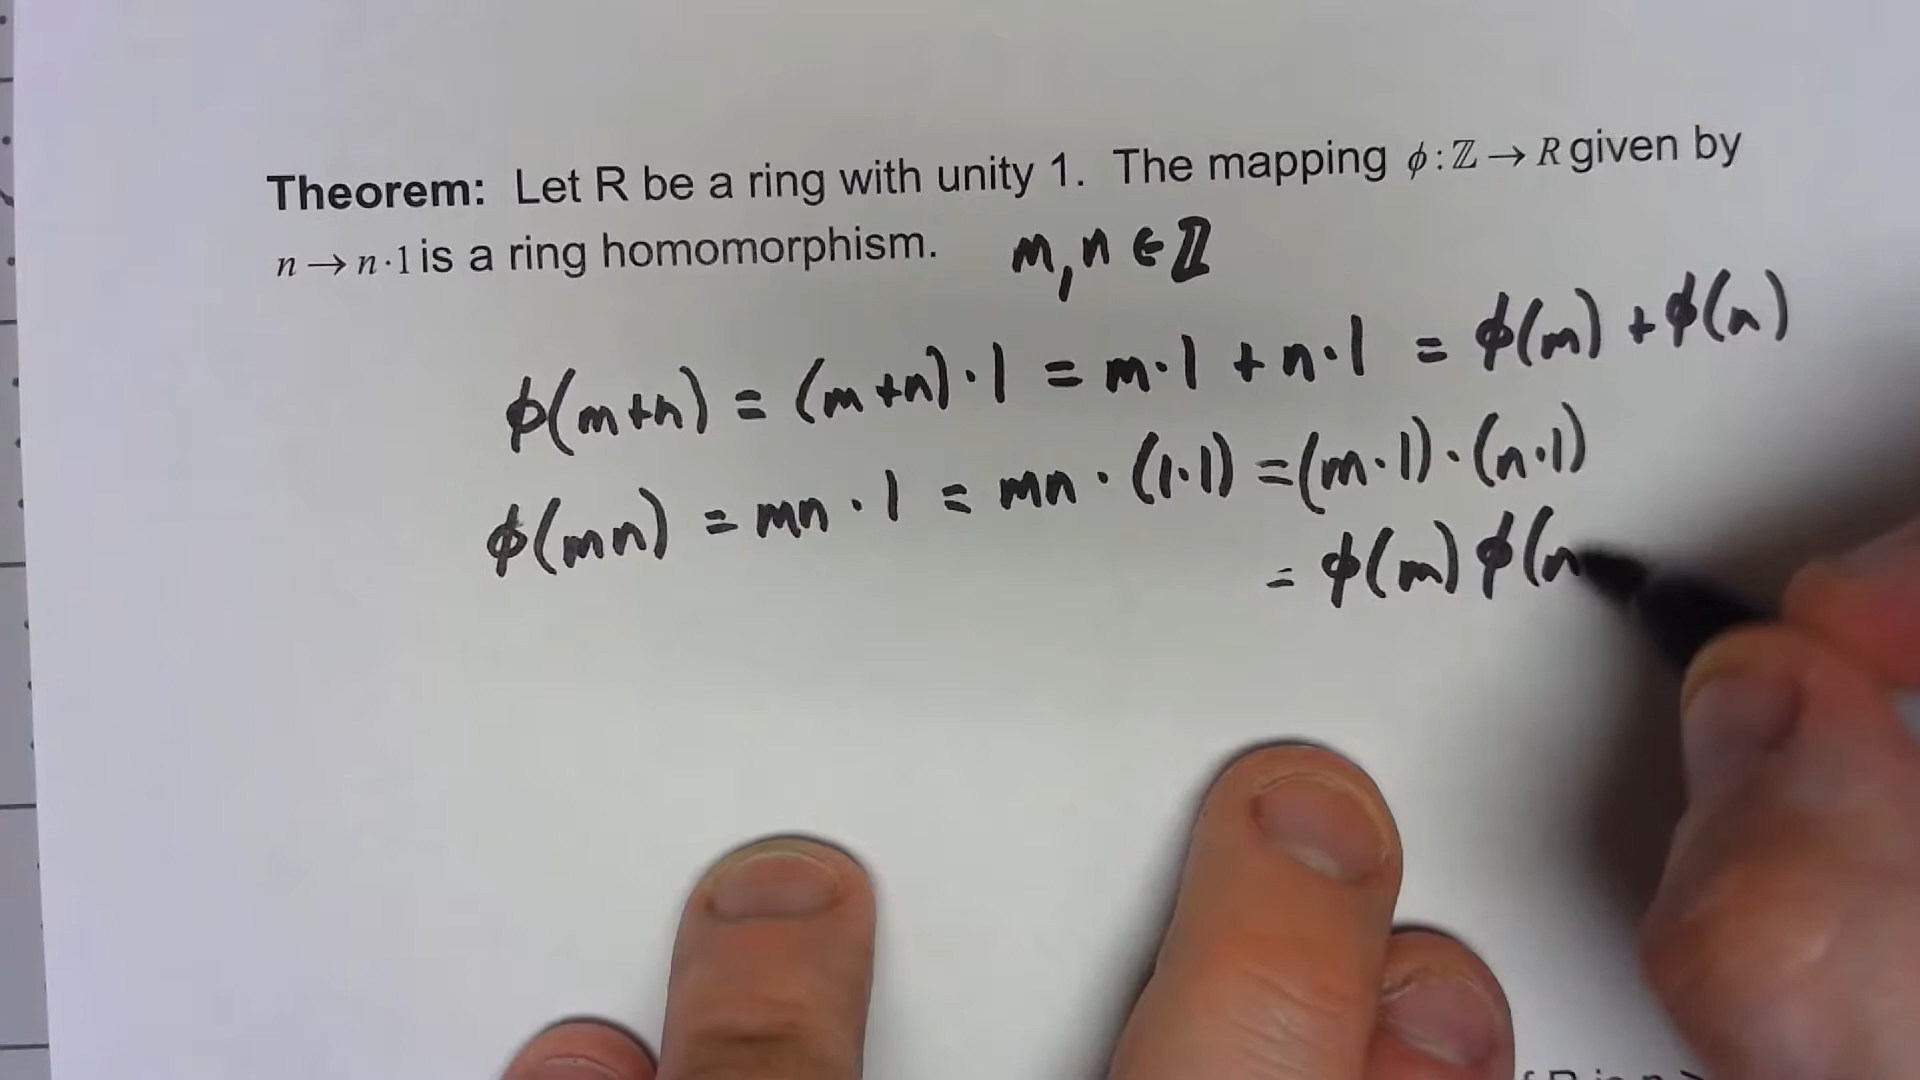 Theorem: Let R be a ring with unity 1. The mapping ϕ : ℤ → R given by
n → n·1 is a ring homomorphism. m, n ∈ ℤ
ϕ(m+n) = (m+n)·1 = m·1 + n·1 = ϕ(m) + ϕ(n)
ϕ(mn) = mn · 1 = mn · (1·1) = (m·1)·(n·1)
= ϕ(m) ϕ(n